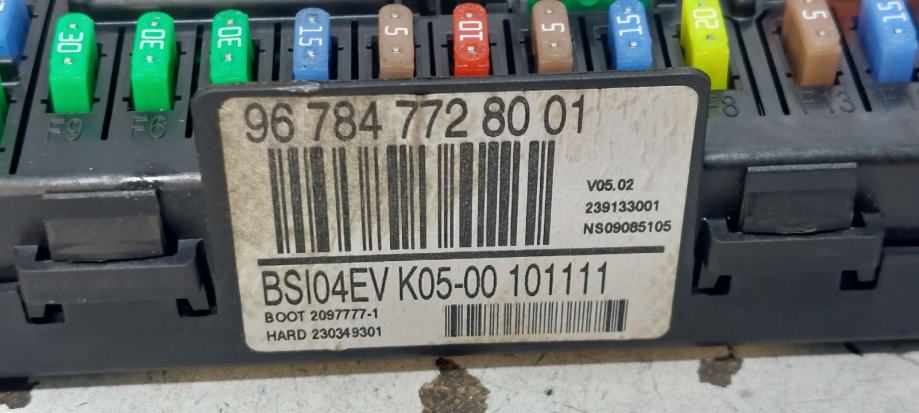 30 30 30 15 5 10 5 15 20 5 15
F9 F6 F8 F13
96 784 772 80 01
V05.02
239133001
NS09085105
BSI04EV K05-00 101111
BOOT 2097777-1
HARD 230349301